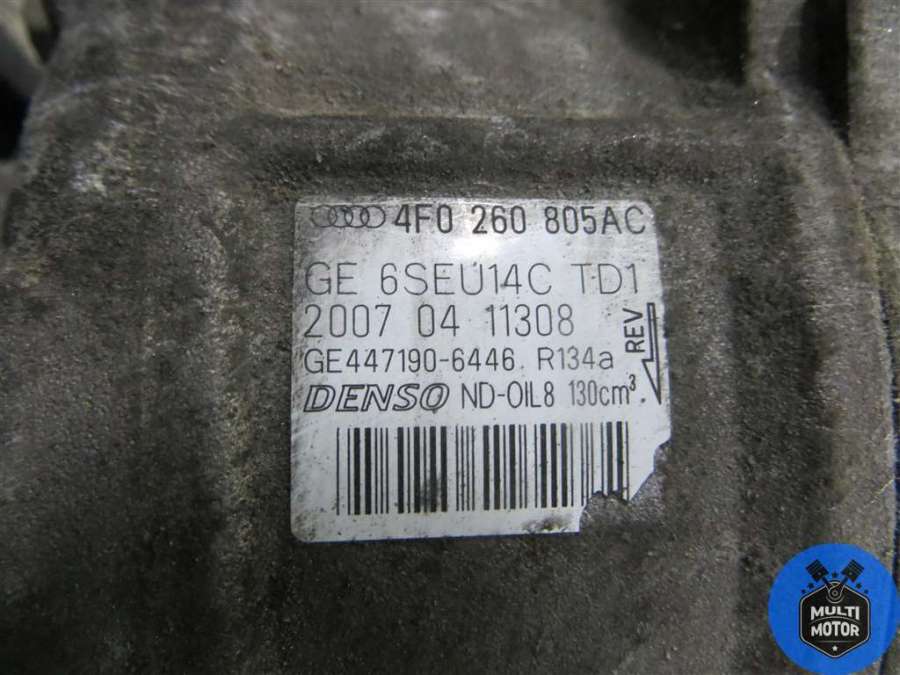 4F0 260 805AC
GE 6SEU14C TD1
2007 04 11308
GE447190-6446 R134a
REV
DENSO ND-OIL8 130cm³.
MULTI
MOTOR